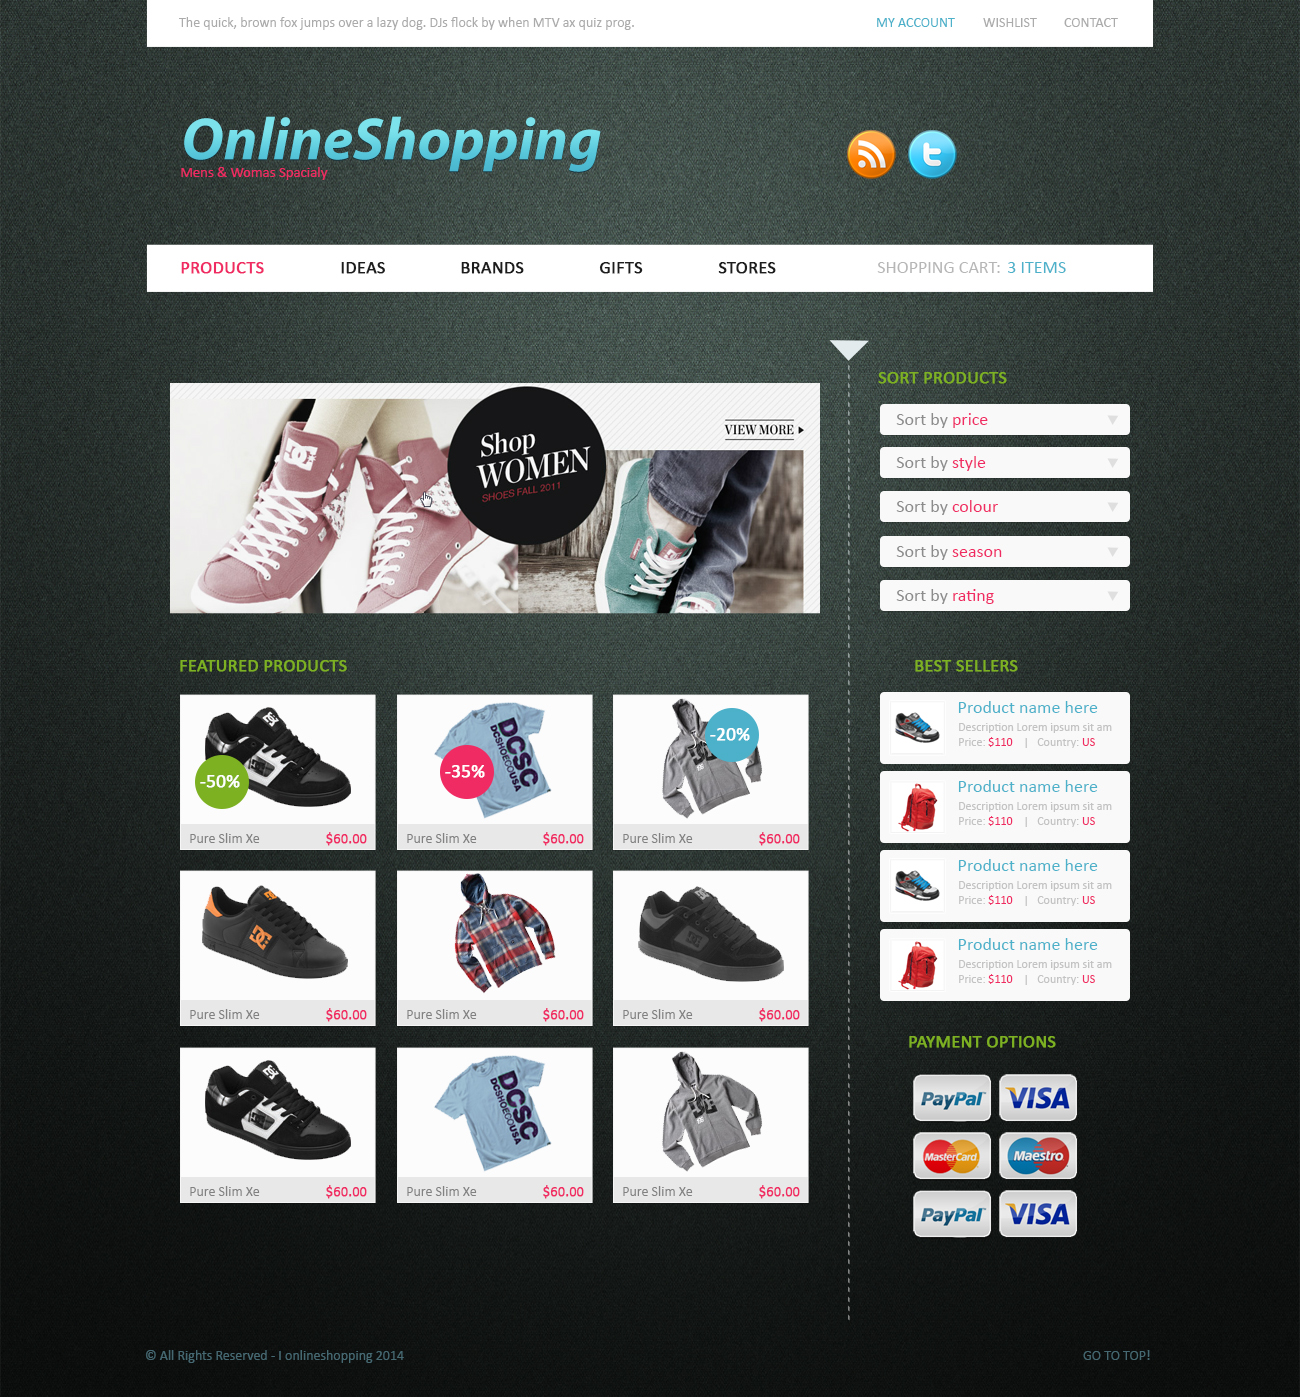 The quick, brown fox jumps over a lazy dog. DJs flock by when MTV ax quiz prog.
MY ACCOUNT WISHLIST CONTACT
OnlineShopping
Mens & Womas Spacialy
PRODUCTS IDEAS BRANDS GIFTS STORES SHOPPING CART: 3 ITEMS
Shop
WOMEN
SHOES FALL 2011
VIEW MORE
SORT PRODUCTS
Sort by price
Sort by style
Sort by colour
Sort by season
Sort by rating
FEATURED PRODUCTS
-50%
Pure Slim Xe $60.00
DCSC
DCSHOECOUSA
-35%
Pure Slim Xe $60.00
-20%
Pure Slim Xe $60.00
Pure Slim Xe $60.00
Pure Slim Xe $60.00
Pure Slim Xe $60.00
Pure Slim Xe $60.00
DCSC
DCSHOECOUSA
Pure Slim Xe $60.00
Pure Slim Xe $60.00
BEST SELLERS
Product name here
Description Lorem ipsum sit am
Price: $110 | Country: US
Product name here
Description Lorem ipsum sit am
Price: $110 | Country: US
Product name here
Description Lorem ipsum sit am
Price: $110 | Country: US
Product name here
Description Lorem ipsum sit am
Price: $110 | Country: US
PAYMENT OPTIONS
PayPal VISA
MasterCard Maestro
PayPal VISA
© All Rights Reserved - I onlineshopping 2014
GO TO TOP!